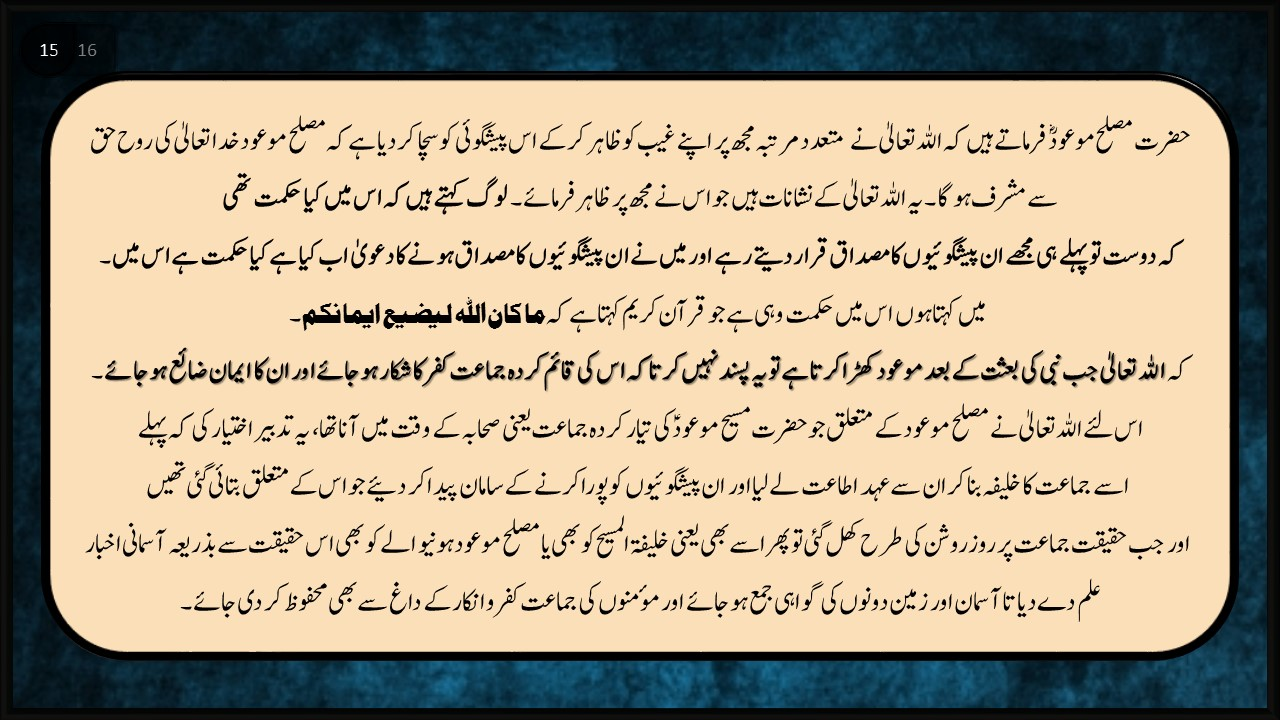 15 16
حضرت مصلح موعودؓ فرماتے ہیں کہ اللہ تعالیٰ نے متعدد مرتبہ مجھ پر اپنے غیب کو ظاہر کرکے اس پیشگوئی کو سچا کر دیا ہے کہ مصلح موعود خدا تعالیٰ کی روح حق
سے مشرف ہو گا۔ یہ اللہ تعالیٰ کے نشانات ہیں جو اس نے مجھ پر ظاہر فرمائے۔ لوگ کہتے ہیں کہ اس میں کیا حکمت تھی
کہ دوست تو پہلے ہی مجھے ان پیشگوئیوں کا مصداق قرار دیتے رہے اور میں نے ان پیشگوئیوں کا مصداق ہونے کا دعویٰ اب کیا ہے کیا حکمت ہے اس میں۔
میں کہتا ہوں اس میں حکمت وہی ہے جو قرآن کریم کہتا ہے کہ ما کان اللہ لیضیع ایمانکم۔
کہ اللہ تعالیٰ جب نبی کی بعثت کے بعد موعود کھڑا کرتا ہے تو یہ پسند نہیں کرتا کہ اس کی قائم کردہ جماعت کفر کا شکار ہو جائے اور ان کا ایمان ضائع ہو جائے۔
اس لئے اللہ تعالیٰ نے مصلح موعود کے متعلق جو حضرت مسیح موعودؑ کی تیار کردہ جماعت یعنی صحابہ کے وقت میں آنا تھا، یہ تدبیر اختیار کی کہ پہلے
اسے جماعت کا خلیفہ بنا کر ان سے عہد اطاعت لے لیا اور ان پیشگوئیوں کو پورا کرنے کے سامان پیدا کر دیئے جو اس کے متعلق بتائی گئی تھیں
اور جب حقیقت جماعت پر روز روشن کی طرح کھل گئی تو پھر اسے بھی یعنی خلیفۃ المسیح کو بھی یا مصلح موعود ہونیوالے کو بھی اس حقیقت سے بذریعہ آسمانی اخبار
علم دے دیا تا آسمان اور زمین دونوں کی گواہی جمع ہو جائے اور موٴمنوں کی جماعت کفر و انکار کے داغ سے بھی محفوظ کر دی جائے۔